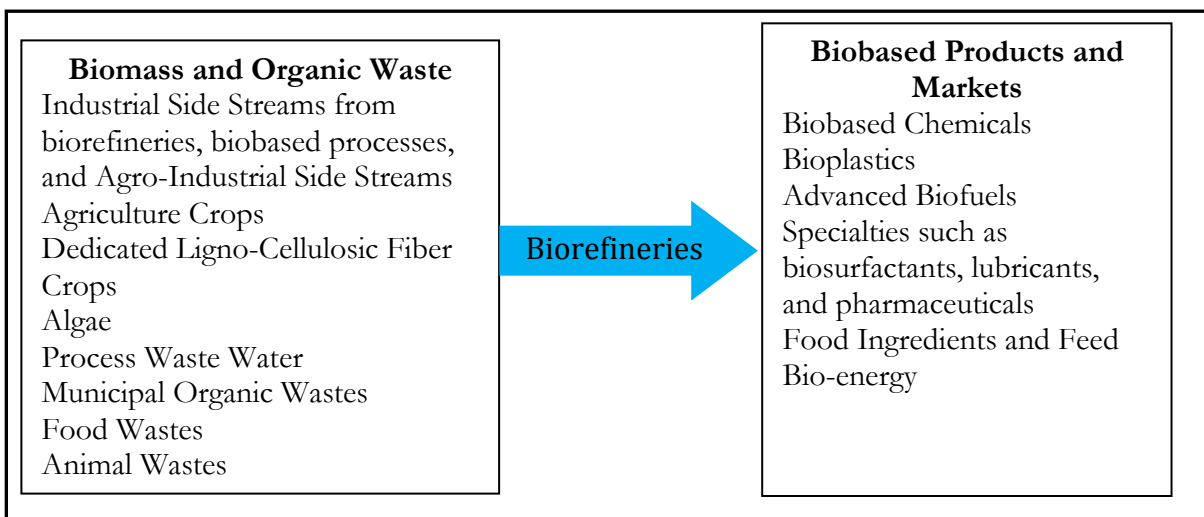 Biomass and Organic Waste
Industrial Side Streams from
biorefineries, biobased processes,
and Agro-Industrial Side Streams
Agriculture Crops
Dedicated Ligno-Cellulosic Fiber
Crops
Algae
Process Waste Water
Municipal Organic Wastes
Food Wastes
Animal Wastes
Biorefineries
Biobased Products and
Markets
Biobased Chemicals
Bioplastics
Advanced Biofuels
Specialties such as
biosurfactants, lubricants,
and pharmaceuticals
Food Ingredients and Feed
Bio-energy